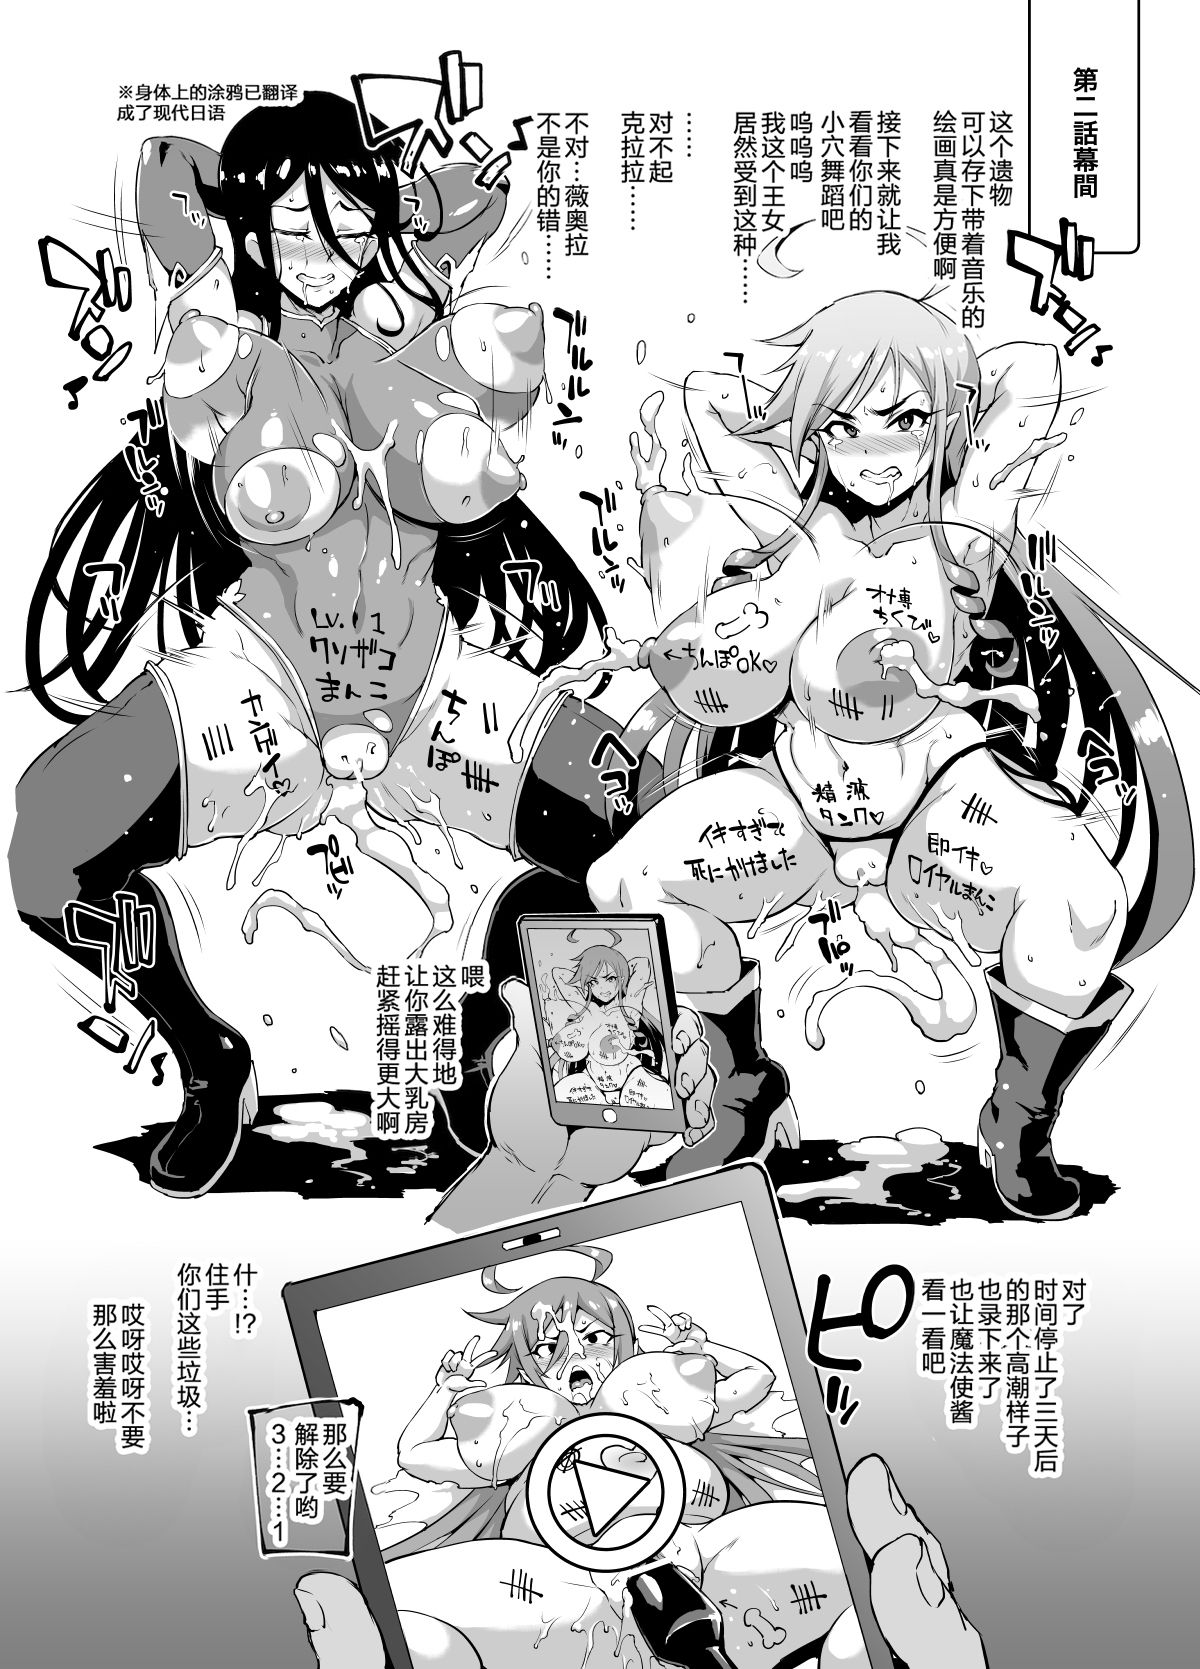 第二話幕間
这个遗物
可以存下带着音乐的
绘画真是方便啊
接下来就让我
看看你们的
小穴舞蹈吧
呜呜呜
我这个王女
居然受到这种……
……
对不起
克拉拉……
不对…薇奥拉
不是你的错……
※身体上的涂鸦已翻译
成了现代日语
オナ専
ちくび♡
←ちんぽOK♡
精液
タンク♡
イキすぎて
死にかけました
即イキ♡
ロイヤルまんこ
LV.1
クソザコ
まんこ
ちんぽ
喂
这么难得地
让你露出大乳房
赶紧摇得更大啊
ピロ
对了
时间停止了三天后
的那个高潮样子
也录下来了
也让魔法使酱
看一看吧
什…!?
住手
你们这些垃圾…
哎呀哎呀不要
那么害羞啦
那么要
解除了哟
3…2…1